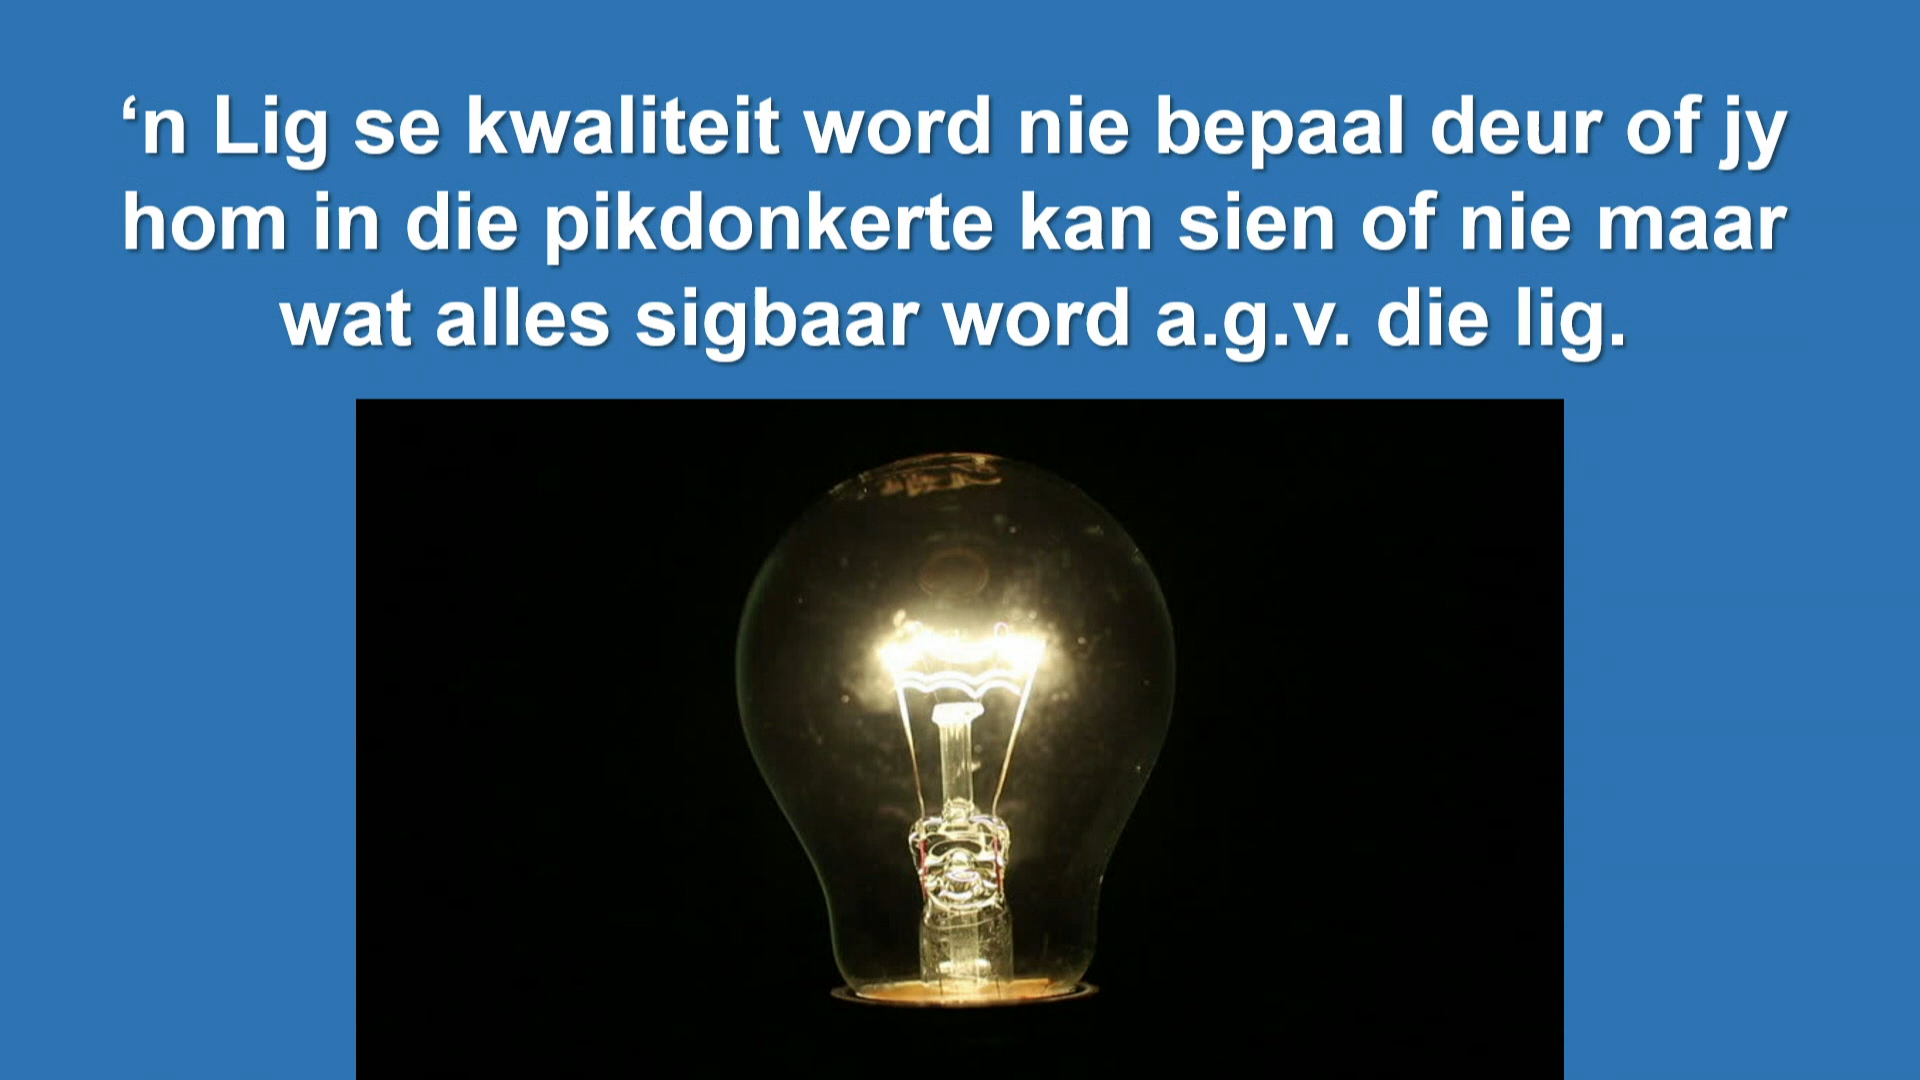 ‘n Lig se kwaliteit word nie bepaal deur of jy
hom in die pikdonkerte kan sien of nie maar
wat alles sigbaar word a.g.v. die lig.